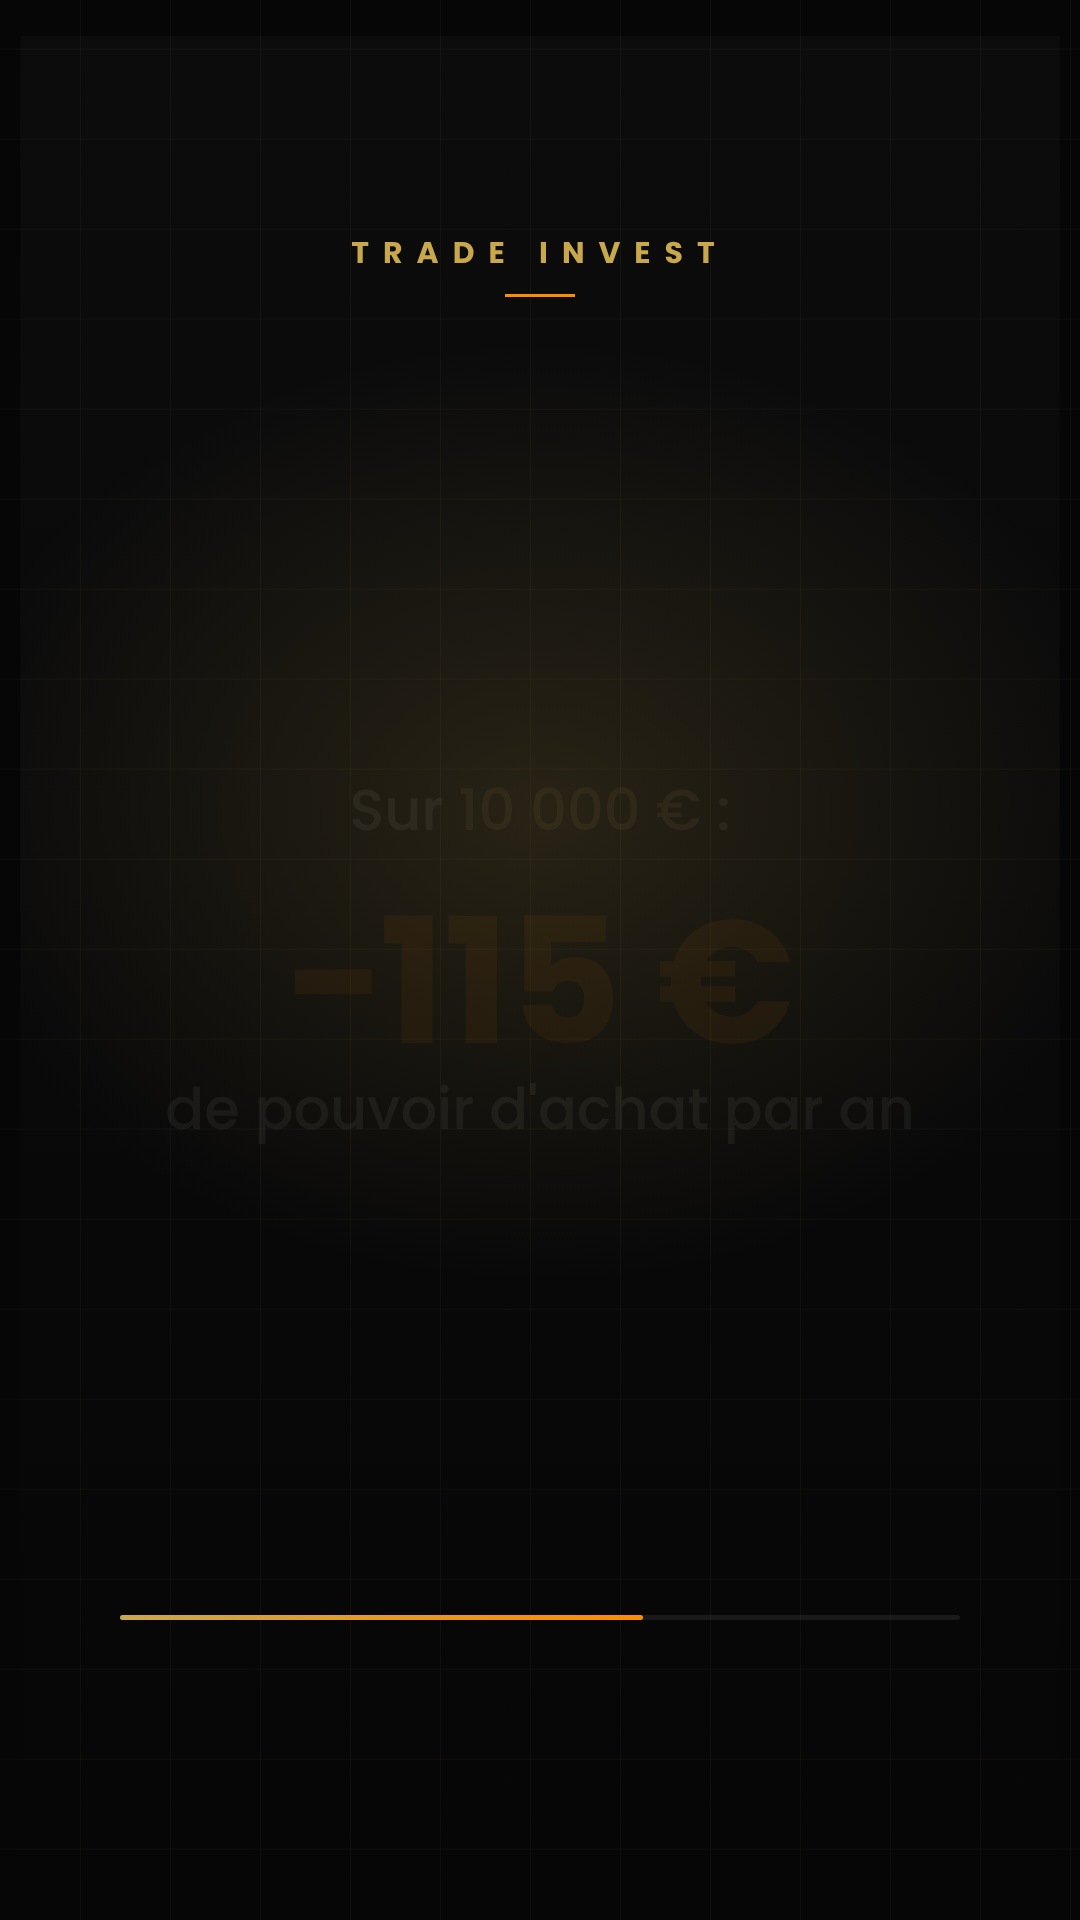 TRADE INVEST
Sur 10 000 € :
-115 €
de pouvoir d'achat par an